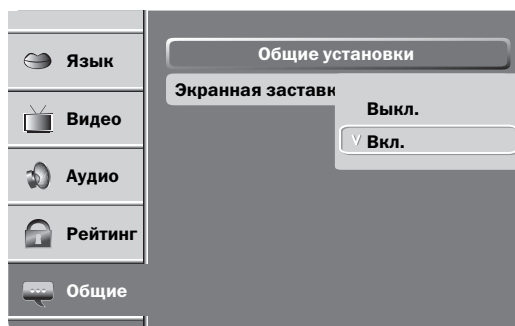 Язык
Видео
Аудио
Рейтинг
Общие
Общие установки
Экранная заставк
Выкл.
V Вкл.